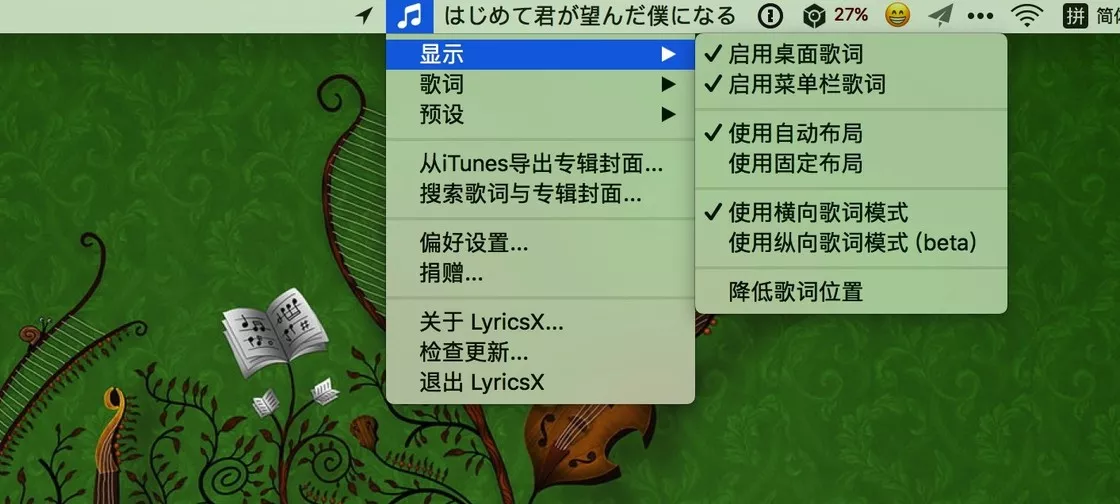 はじめて君が望んだ僕になる
27%
拼
简体
显示
歌词
预设
从iTunes导出专辑封面...
搜索歌词与专辑封面...
偏好设置...
捐赠...
关于 LyricsX...
检查更新...
退出 LyricsX
启用桌面歌词
启用菜单栏歌词
使用自动布局
使用固定布局
使用横向歌词模式
使用纵向歌词模式 (beta)
降低歌词位置